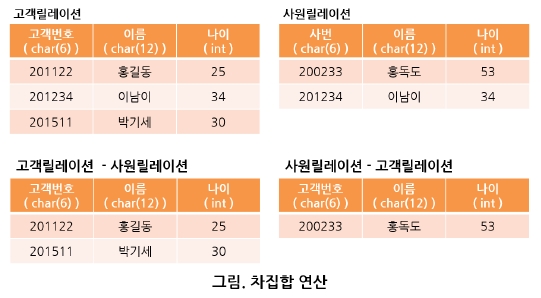 고객릴레이션
고객번호 ( char(6) ) 이름 ( char(12) ) 나이 ( int )
201122 홍길동 25
201234 이남이 34
201511 박기세 30
사원릴레이션
사번 ( char(6) ) 이름 ( char(12) ) 나이 ( int )
200233 홍독도 53
201234 이남이 34
고객릴레이션 - 사원릴레이션
고객번호 ( char(6) ) 이름 ( char(12) ) 나이 ( int )
201122 홍길동 25
201511 박기세 30
사원릴레이션 - 고객릴레이션
고객번호 ( char(6) ) 이름 ( char(12) ) 나이 ( int )
200233 홍독도 53
그림. 차집합 연산